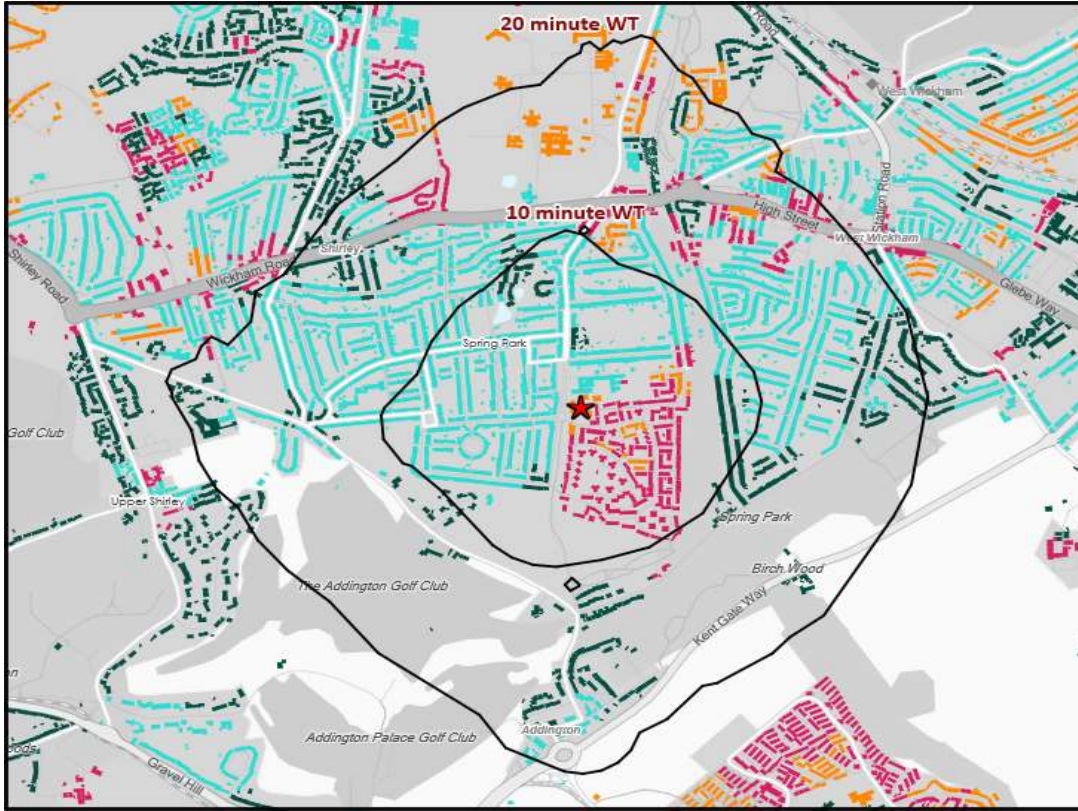 20 minute WT
Road
West Wickham
10 minute WT
High Street
Station Road
West Wickham
Shirley
Wickham Road
Shirley Road
Glebe Way
Spring Park
Golf Club
Upper Shirley
Spring Park
The Addington Golf Club
Birch Wood
Kent Gate Way
Addington
Addington Palace Golf Club
Gravel Hill